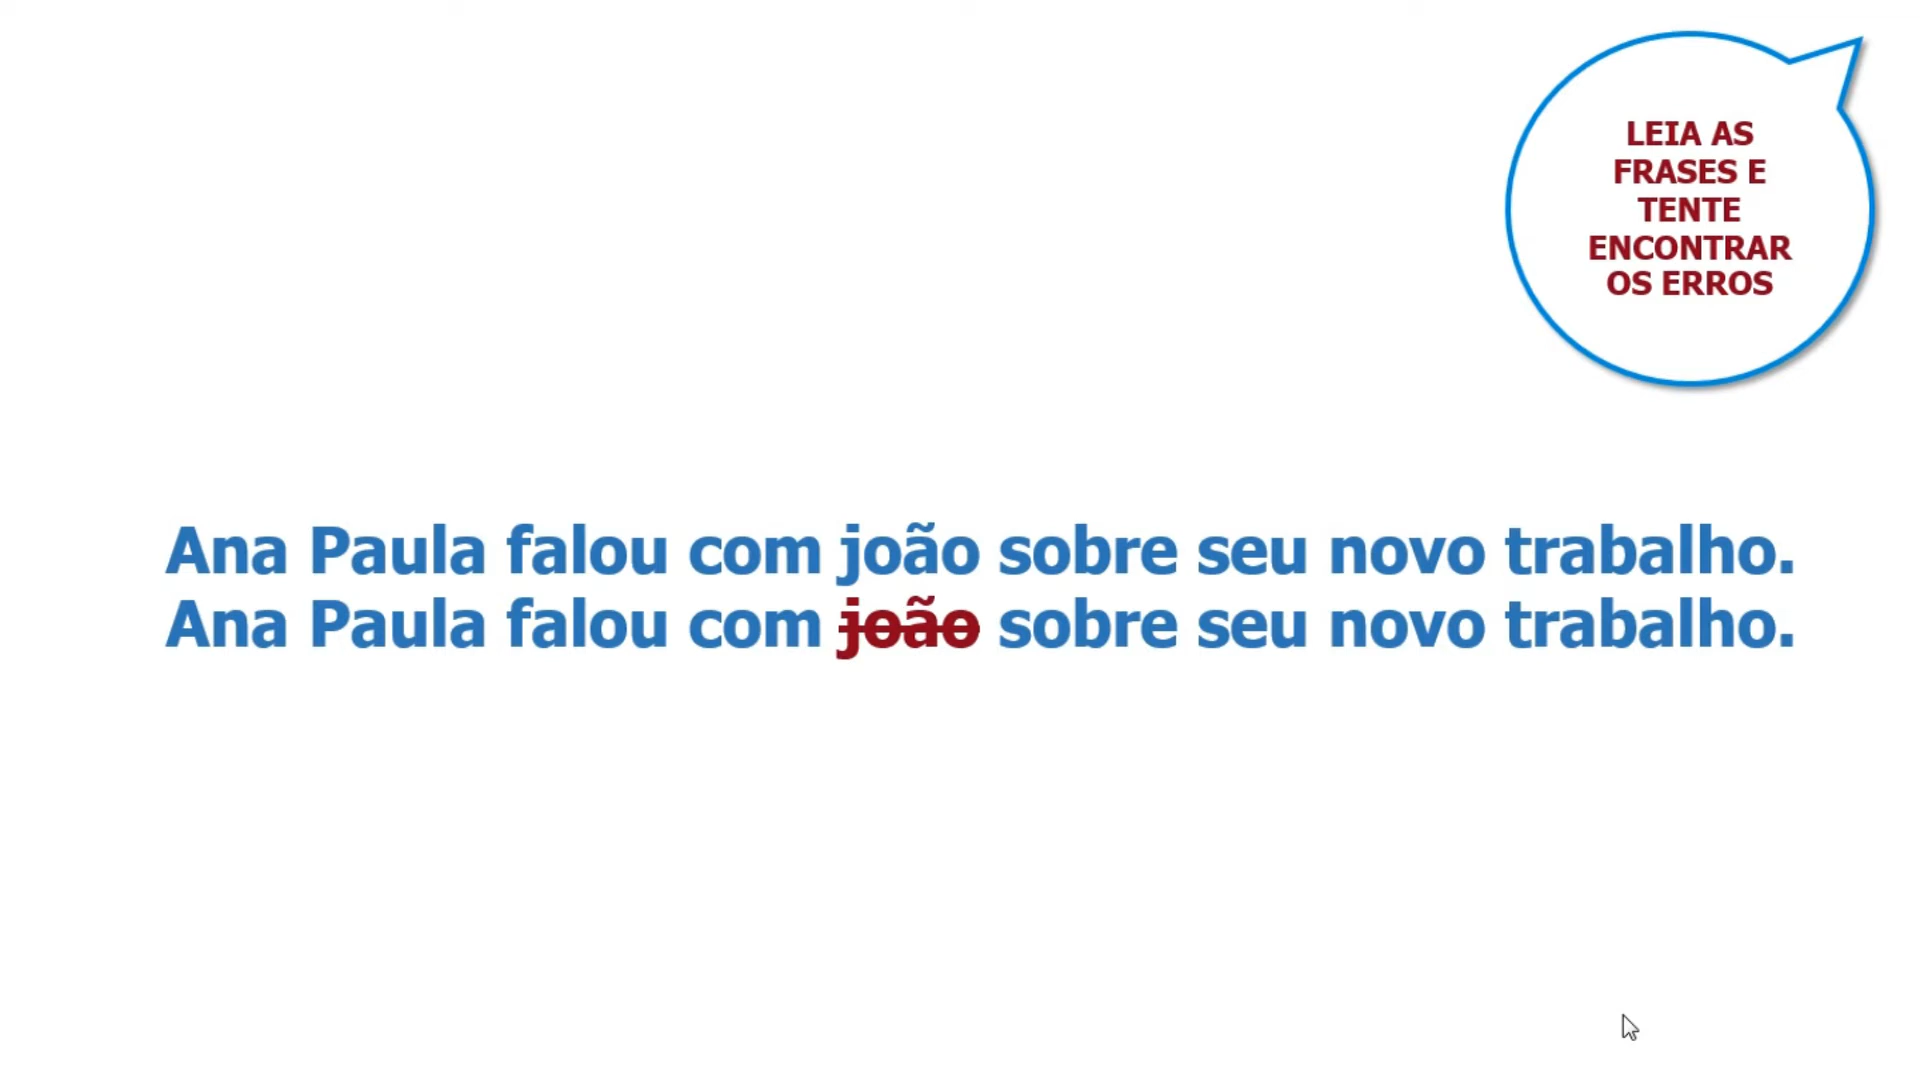 LEIA AS
FRASES E
TENTE
ENCONTRAR
OS ERROS
Ana Paula falou com joão sobre seu novo trabalho.
Ana Paula falou com joão sobre seu novo trabalho.